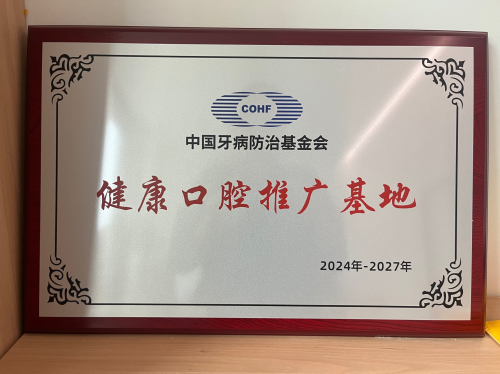 COHF
中国牙病防治基金会
健康口腔推广基地
2024年-2027年